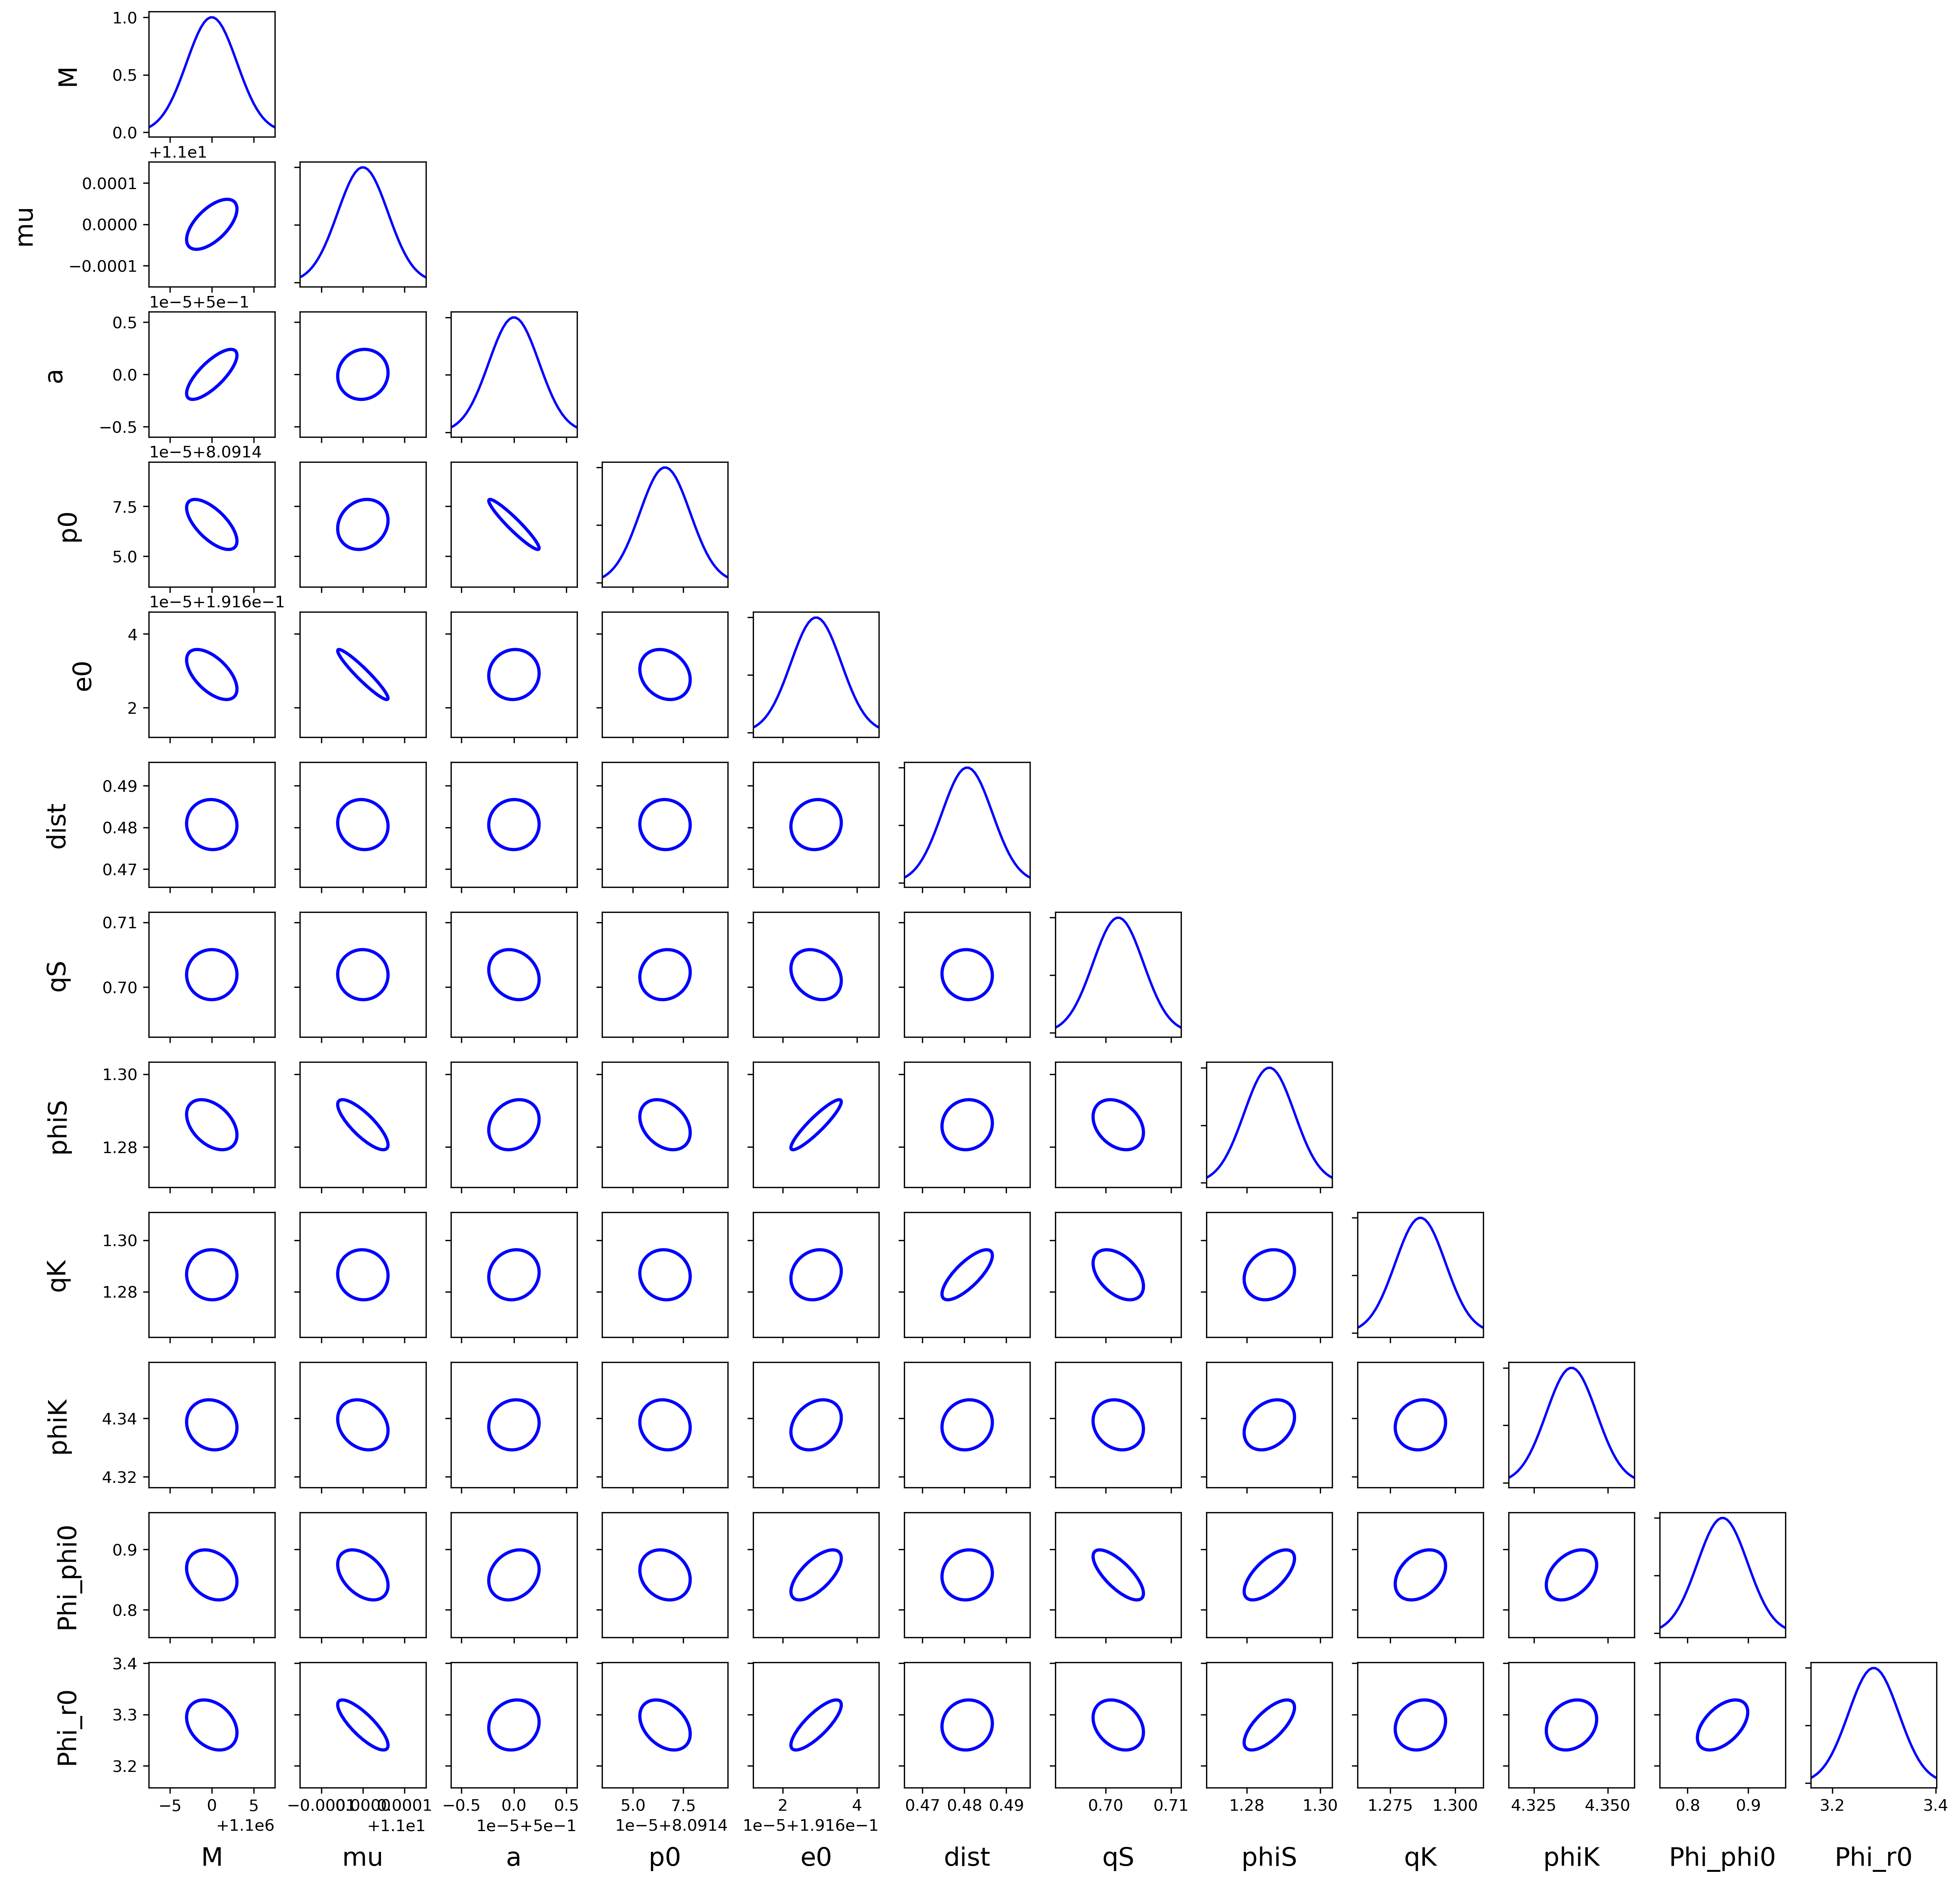 1.0
0.5
0.0
M
+1.1e1
0.0001
0.0000
−0.0001
mu
1e−5+5e−1
0.5
0.0
−0.5
a
1e−5+8.0914
7.5
5.0
p0
1e−5+1.916e−1
4
2
e0
0.49
0.48
0.47
dist
0.71
0.70
qS
1.30
1.28
phiS
1.30
1.28
qK
4.34
4.32
phiK
0.9
0.8
Phi_phi0
3.4
3.3
3.2
Phi_r0
−5 0 5 −0.0001 0.0000 0.0001 −0.5 0.0 0.5 5.0 7.5 2 4 0.47 0.48 0.49 0.70 0.71 1.28 1.30 1.275 1.300 4.325 4.350 0.8 0.9 3.2 3.4
+1.1e6 +1.1e1 1e−5+5e−1 1e−5+8.0914 1e−5+1.916e−1
M mu a p0 e0 dist qS phiS qK phiK Phi_phi0 Phi_r0